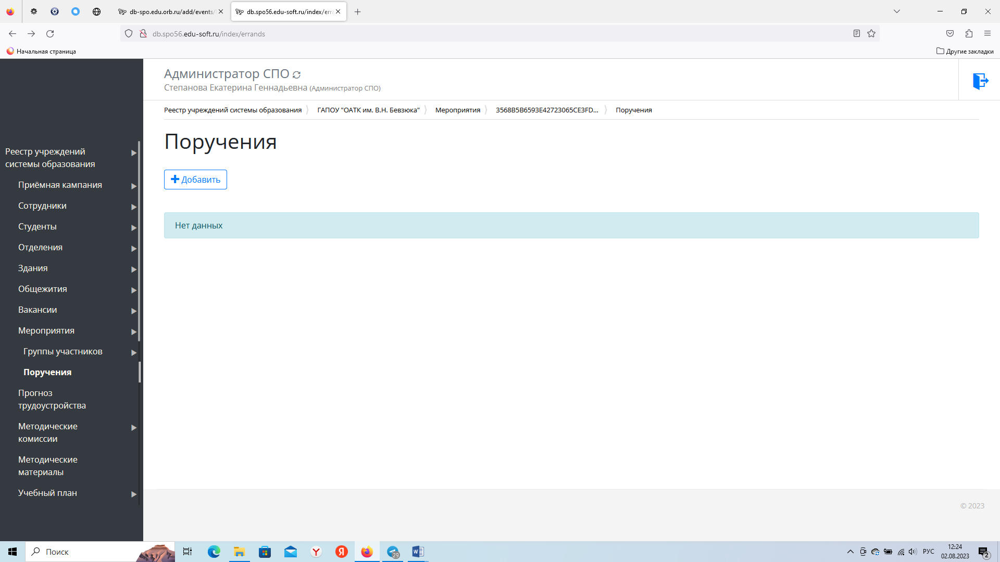 db-spo.edu.orb.ru/add/events/
db.spo56.edu-soft.ru/index/erra
db.spo56.edu-soft.ru/index/errands
Начальная страница
Другие закладки
Администратор СПО
Степанова Екатерина Геннадьевна (Администратор СПО)
Реестр учреждений системы образования
ГАПОУ "ОАТК им. В.Н. Бевзюка"
Мероприятия
3568B5B6593E42723065CE3FD...
Поручения
Поручения
Добавить
Нет данных
Реестр учреждений
системы образования
Приёмная кампания
Сотрудники
Студенты
Отделения
Здания
Общежития
Вакансии
Мероприятия
Группы участников
Поручения
Прогноз
трудоустройства
Методические
комиссии
Методические
материалы
Учебный план
© 2023
Поиск
29
РУС
12:24
02.08.2023
2